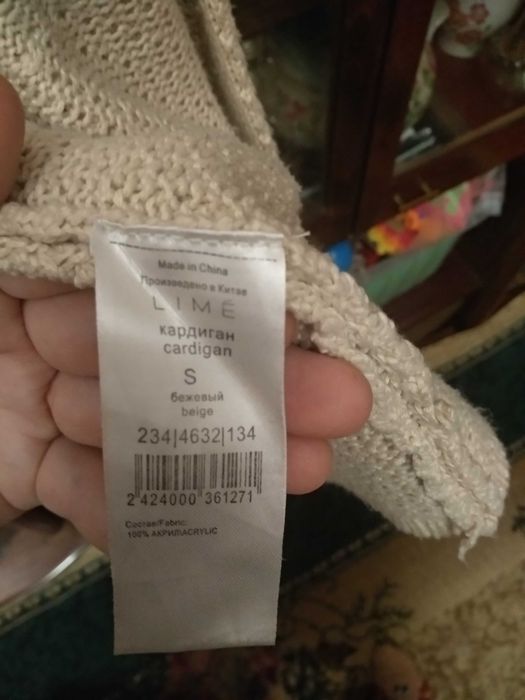 Made in China
Произведено в Китае
LIMÉ
кардиган
cardigan
S
бежевый
beige
234|4632|134
2 424000 361271
Состав/Fabric:
100% АКРИЛ\ACRYLIC